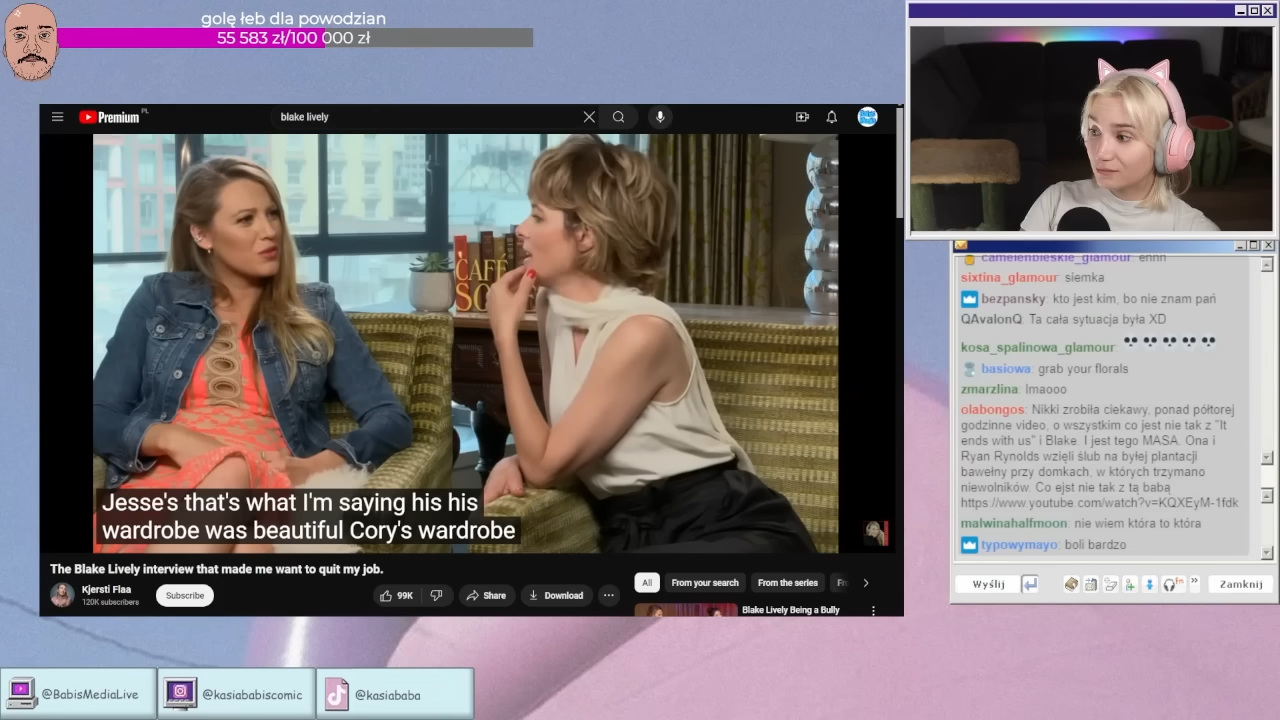 golę łeb dla powodzian
55 583 zł/100 000 zł
Premium PL
blake lively
CAFÉ
Jesse's that's what I'm saying his his
wardrobe was beautiful Cory's wardrobe
The Blake Lively interview that made me want to quit my job.
Kjersti Flaa
120K subscribers
Subscribe
99K
Share
Download
All
From your search
From the series
Blake Lively Being a Bully
camelenbieskie_glamour: ennn
sixtina_glamour: siemka
bezpansky: kto jest kim, bo nie znam pań
QAvalonQ: Ta cała sytuacja była XD
kosa_spalinowa_glamour:
basiowa: grab your florals
zmarzlina: lmaooo
olabongos: Nikki zrobiła ciekawy, ponad półtorej
godzinne video, o wszystkim co jest nie tak z "It
ends with us" i Blake. I jest tego MASA. Ona i
Ryan Rynolds wzięli ślub na byłej plantacji
bawełny przy domkach, w których trzymano
niewolników. Co ejst nie tak z tą babą
https://www.youtube.com/watch?v=KQXEyM-1fdk
malwinahalfmoon: nie wiem która to która
typowymayo: boli bardzo
Wyślij
Zamknij
@BabisMediaLive
@kasiababiscomic
@kasiababa